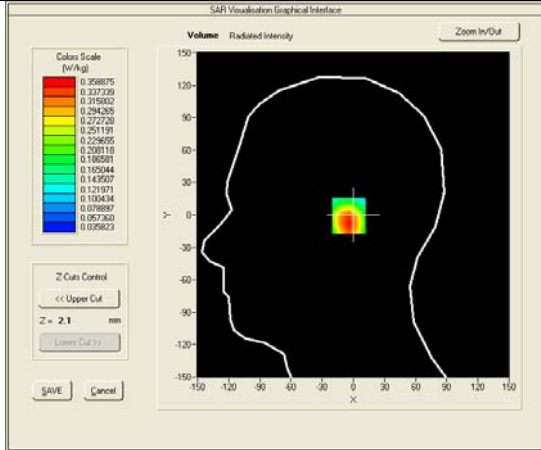 SAR Visualisation Graphical Interface
Volume Radiated Intensity
Zoom In/Out
Colors Scale
(W/kg)
0.358875
0.337339
0.315802
0.294265
0.272728
0.251191
0.229655
0.208118
0.186581
0.165044
0.143507
0.121971
0.100434
0.078897
0.057360
0.035823
Z Cuts Control
<< Upper Cut
Z = 2.1 mm
Lower Cut >>
SAVE Cancel
150
120
90
60
30
0
-30
-60
-90
-120
-150
Y
-150 -120 -90 -60 -30 0 30 60 90 120 150
X